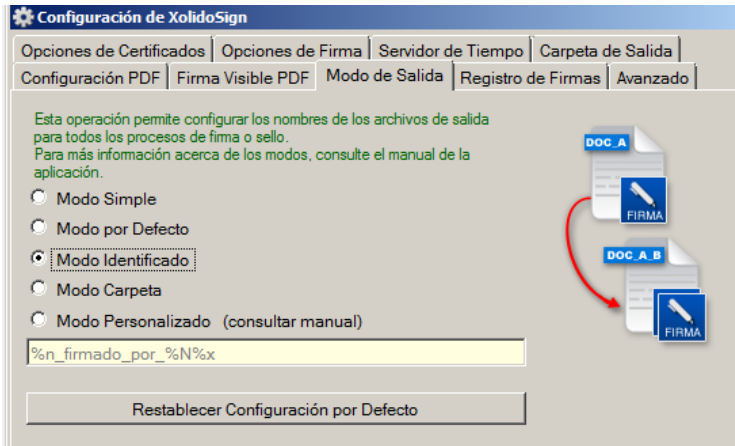 Configuración de XolidoSign
Opciones de Certificados Opciones de Firma Servidor de Tiempo Carpeta de Salida
Configuración PDF Firma Visible PDF Modo de Salida Registro de Firmas Avanzado
Esta operación permite configurar los nombres de los archivos de salida
para todos los procesos de firma o sello.
Para más información acerca de los modos, consulte el manual de la
aplicación.
DOC_A
FIRMA
Modo Simple
Modo por Defecto
Modo Identificado
DOC_A_B
Modo Carpeta
Modo Personalizado (consultar manual)
FIRMA
%n_firmado_por_%N%x
Restablecer Configuración por Defecto